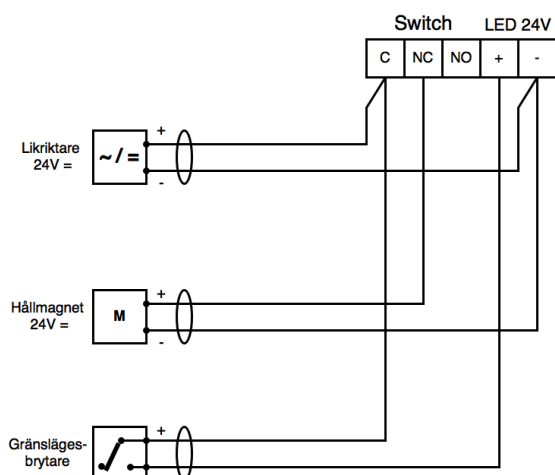 Switch LED 24V
C NC NO + -
Likriktare
24V =
+
~ / =
-
Hållmagnet
24V =
+
M
-
Gränsläges-
brytare
+